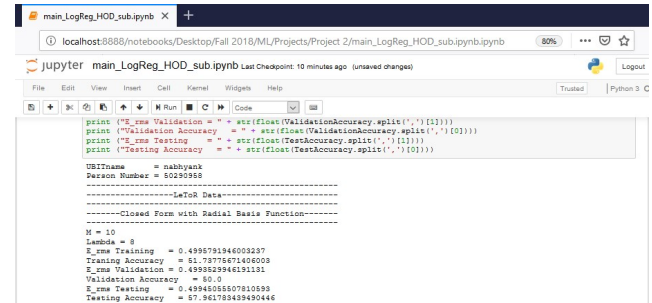 main_LogReg_HOD_sub.ipynb
localhost:8888/notebooks/Desktop/Fall 2018/ML/Projects/Project 2/main_LogReg_HOD_sub.ipynb.ipynb 80%
jupyter main_LogReg_HOD_sub.ipynb Last Checkpoint: 10 minutes ago (unsaved changes) Logout
File Edit View Insert Cell Kernel Widgets Help Trusted Python 3
Run Code
print ("E_rms Validation = " + str(float(ValidationAccuracy.split(',')[1])))
print ("Validation Accuracy = " + str(float(ValidationAccuracy.split(',')[0])))
print ("E_rms Testing = " + str(float(TestAccuracy.split(',')[1])))
print ("Testing Accuracy = " + str(float(TestAccuracy.split(',')[0])))
UBITname = nabhyank
Person Number = 50290958
----------------------------------------------------
------------------LeToR Data------------------------
----------------------------------------------------
-------Closed Form with Radial Basis Function-------
----------------------------------------------------
M = 10
Lambda = 8
E_rms Training = 0.4995791946003237
Traning Accuracy = 51.73775671406003
E_rms Validation = 0.4993529946191131
Validation Accuracy = 50.0
E_rms Testing = 0.49945055507810593
Testing Accuracy = 57.961783439490446